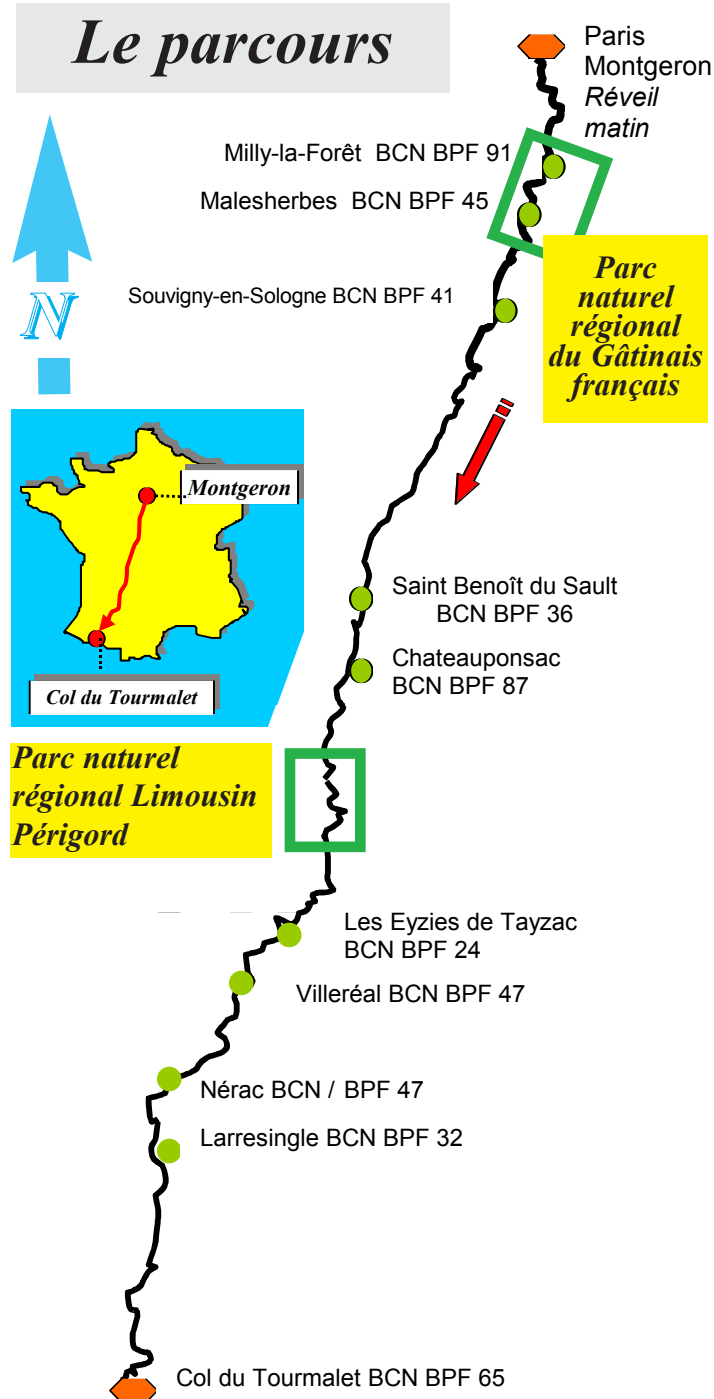 Le parcours
Paris
Montgeron
Réveil
matin
Milly-la-Forêt BCN BPF 91
Malesherbes BCN BPF 45
Souvigny-en-Sologne BCN BPF 41
Parc
naturel
régional
du Gâtinais
français
N
Montgeron
Col du Tourmalet
Saint Benoît du Sault
BCN BPF 36
Chateauponsac
BCN BPF 87
Parc naturel
régional Limousin
Périgord
Les Eyzies de Tayzac
BCN BPF 24
Villeréal BCN BPF 47
Nérac BCN / BPF 47
Larresingle BCN BPF 32
Col du Tourmalet BCN BPF 65